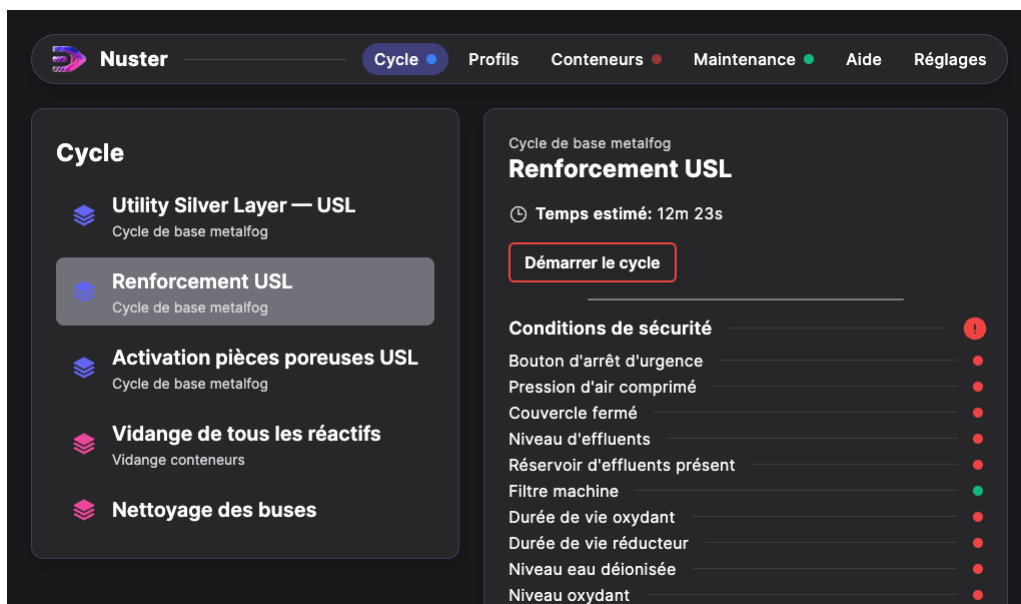 Nuster
Cycle
Profils
Conteneurs
Maintenance
Aide
Réglages
Cycle
Utility Silver Layer — USL
Cycle de base metalfog
Renforcement USL
Cycle de base metalfog
Activation pièces poreuses USL
Cycle de base metalfog
Vidange de tous les réactifs
Vidange conteneurs
Nettoyage des buses
Cycle de base metalfog
Renforcement USL
Temps estimé: 12m 23s
Démarrer le cycle
Conditions de sécurité
Bouton d'arrêt d'urgence
Pression d'air comprimé
Couvercle fermé
Niveau d'effluents
Réservoir d'effluents présent
Filtre machine
Durée de vie oxydant
Durée de vie réducteur
Niveau eau déionisée
Niveau oxydant